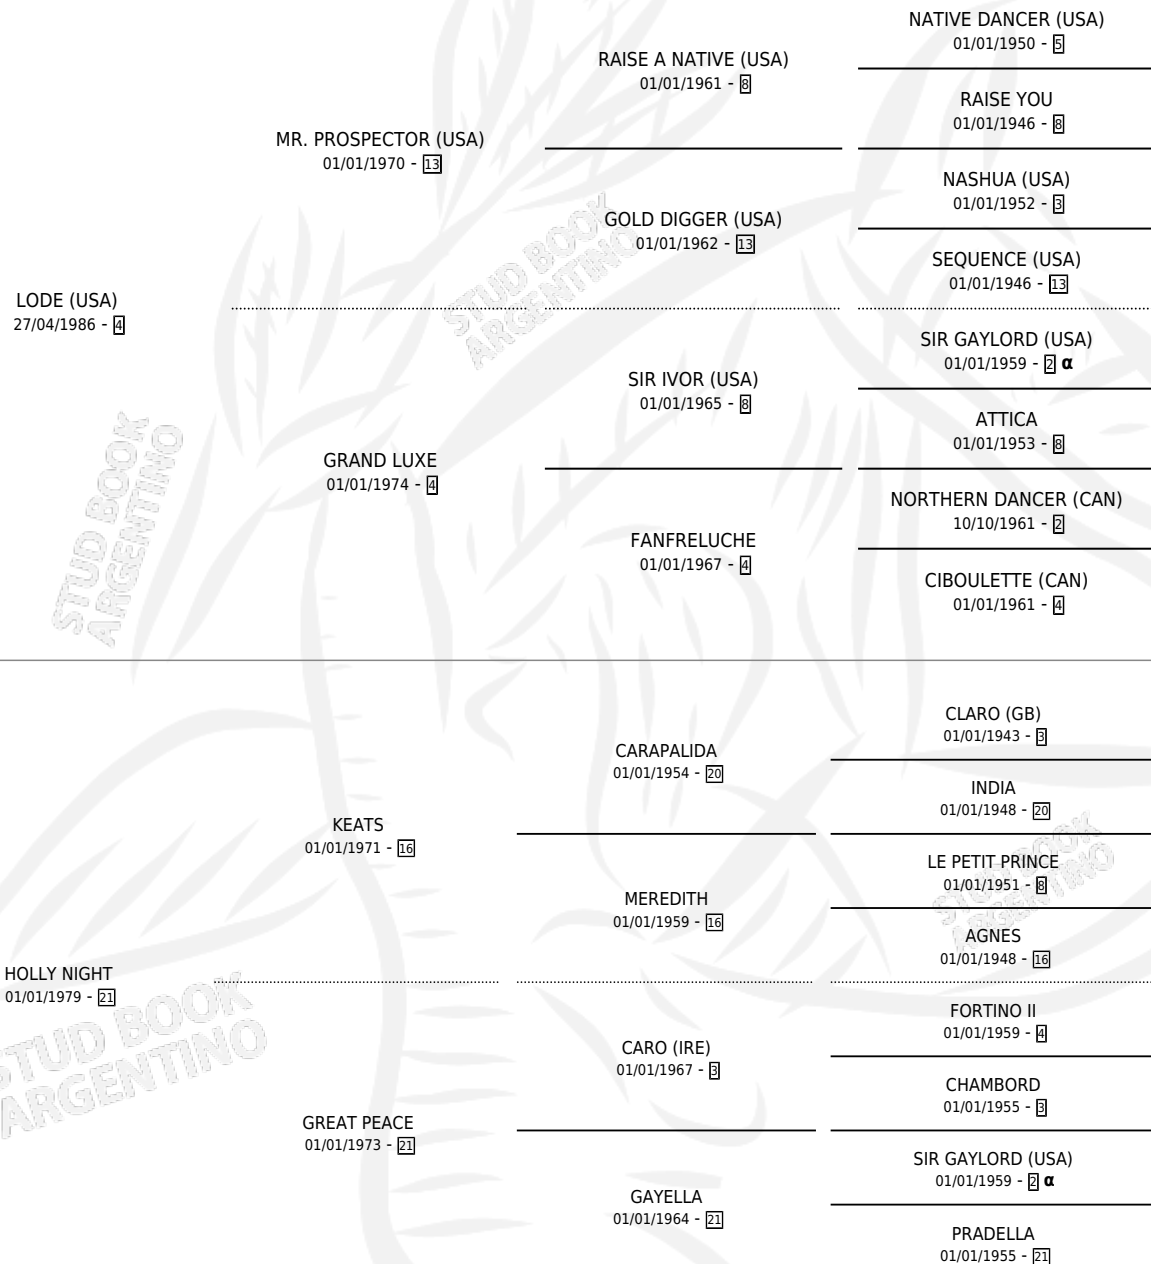 NATIVE DANCER (USA)
01/01/1950 - 5
RAISE A NATIVE (USA)
01/01/1961 - 8
RAISE YOU
01/01/1946 - 8
MR. PROSPECTOR (USA)
01/01/1970 - 13
NASHUA (USA)
01/01/1952 - 3
GOLD DIGGER (USA)
01/01/1962 - 13
SEQUENCE (USA)
01/01/1946 - 13
LODE (USA)
27/04/1986 - 4
SIR GAYLORD (USA)
01/01/1959 - 2 α
SIR IVOR (USA)
01/01/1965 - 8
ATTICA
01/01/1953 - 8
GRAND LUXE
01/01/1974 - 4
NORTHERN DANCER (CAN)
10/10/1961 - 2
FANFRELUCHE
01/01/1967 - 4
CIBOULETTE (CAN)
01/01/1961 - 4
CLARO (GB)
01/01/1943 - 3
CARAPALIDA
01/01/1954 - 20
INDIA
01/01/1948 - 20
KEATS
01/01/1971 - 16
LE PETIT PRINCE
01/01/1951 - 8
MEREDITH
01/01/1959 - 16
AGNES
01/01/1948 - 16
HOLLY NIGHT
01/01/1979 - 21
FORTINO II
01/01/1959 - 4
CARO (IRE)
01/01/1967 - 3
CHAMBORD
01/01/1955 - 3
GREAT PEACE
01/01/1973 - 21
SIR GAYLORD (USA)
01/01/1959 - 2 α
GAYELLA
01/01/1964 - 21
PRADELLA
01/01/1955 - 21
STUD BOOK
ARGENTINO
STUD BOOK
ARGENTINO
STUD BOOK
ARGENTINO
STUD BOOK
ARGENTINO